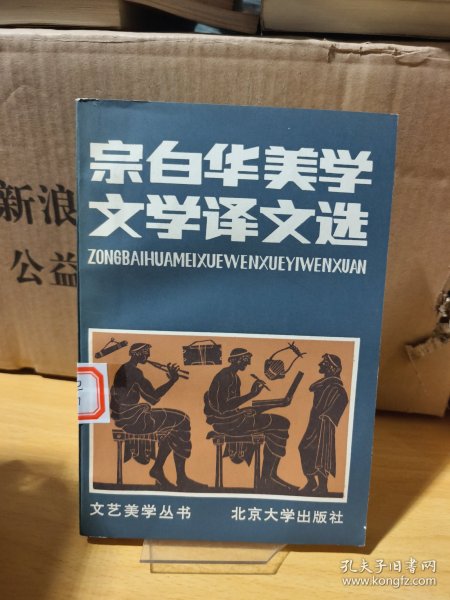 新浪
公益
宗白华美学
文学译文选
ZONGBAIHUAMEIXUEWENXUEYIWENXUAN
文艺美学丛书 北京大学出版社
孔夫子旧书网
www.kongfz.com